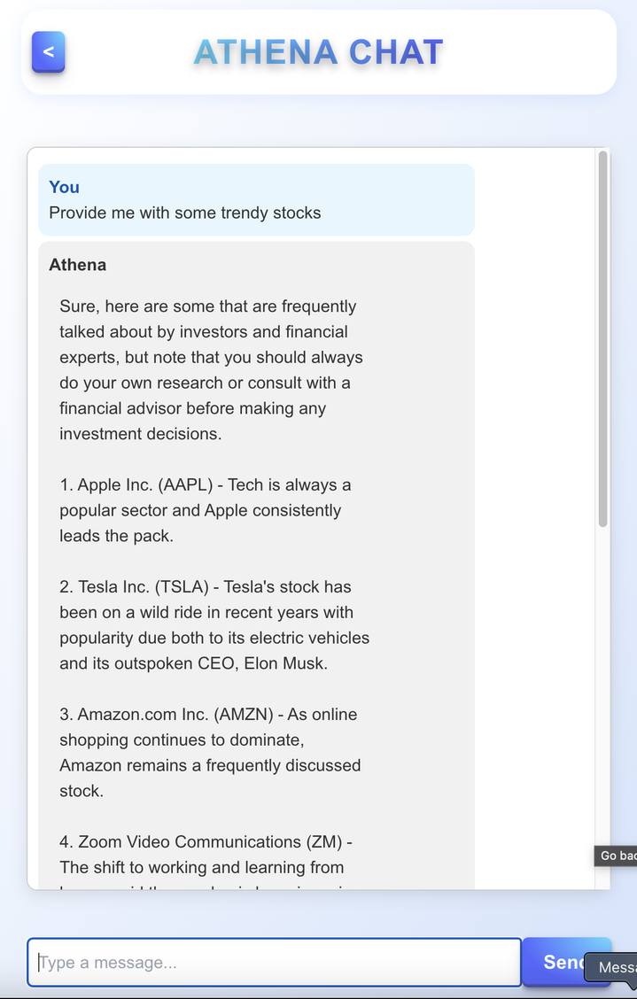 <
ATHENA CHAT
You
Provide me with some trendy stocks
Athena
Sure, here are some that are frequently
talked about by investors and financial
experts, but note that you should always
do your own research or consult with a
financial advisor before making any
investment decisions.
1. Apple Inc. (AAPL) - Tech is always a
popular sector and Apple consistently
leads the pack.
2. Tesla Inc. (TSLA) - Tesla's stock has
been on a wild ride in recent years with
popularity due both to its electric vehicles
and its outspoken CEO, Elon Musk.
3. Amazon.com Inc. (AMZN) - As online
shopping continues to dominate,
Amazon remains a frequently discussed
stock.
4. Zoom Video Communications (ZM) -
The shift to working and learning from
Go
Type a message...